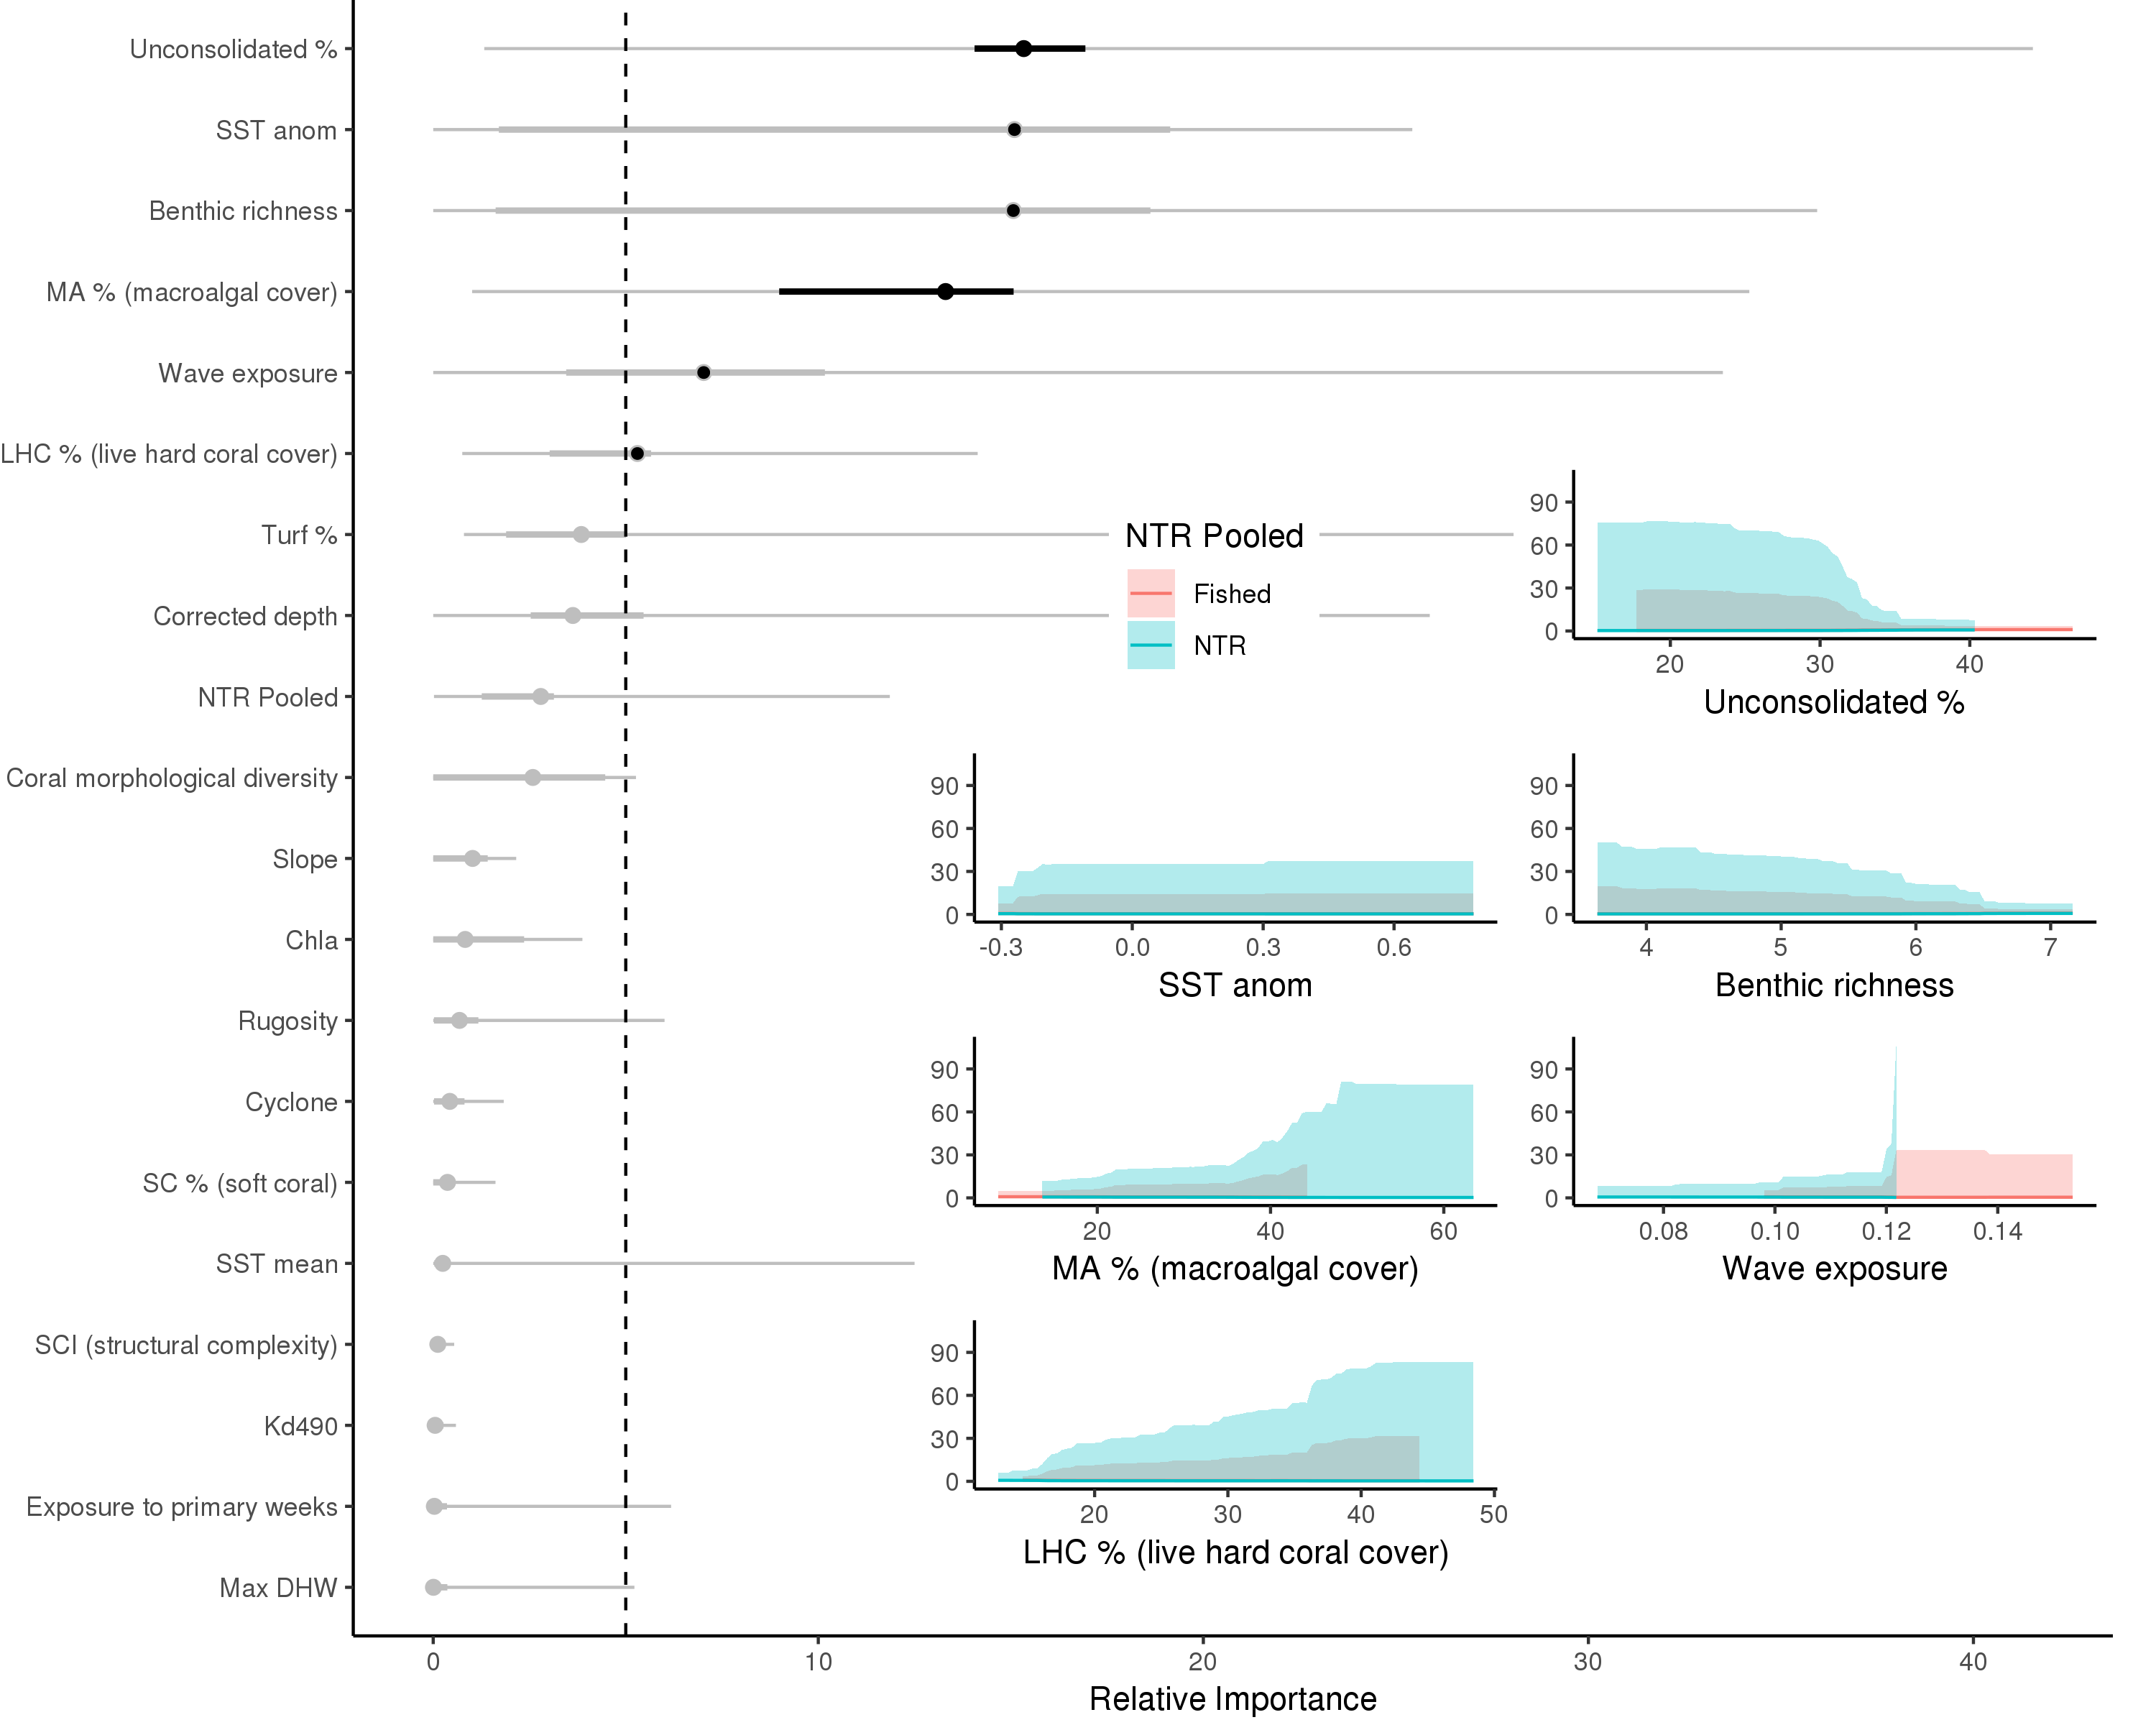 Unconsolidated %
SST anom
Benthic richness
MA % (macroalgal cover)
Wave exposure
LHC % (live hard coral cover)
Turf %
Corrected depth
NTR Pooled
Coral morphological diversity
Slope
Chla
Rugosity
Cyclone
SC % (soft coral)
SST mean
SCI (structural complexity)
Kd490
Exposure to primary weeks
Max DHW
0 10 20 30 40
Relative Importance
NTR Pooled
Fished
NTR
90
60
30
0
20 30 40
Unconsolidated %
90
60
30
0
-0.3 0.0 0.3 0.6
SST anom
90
60
30
0
4 5 6 7
Benthic richness
90
60
30
0
20 40 60
MA % (macroalgal cover)
90
60
30
0
0.08 0.10 0.12 0.14
Wave exposure
90
60
30
0
20 30 40 50
LHC % (live hard coral cover)